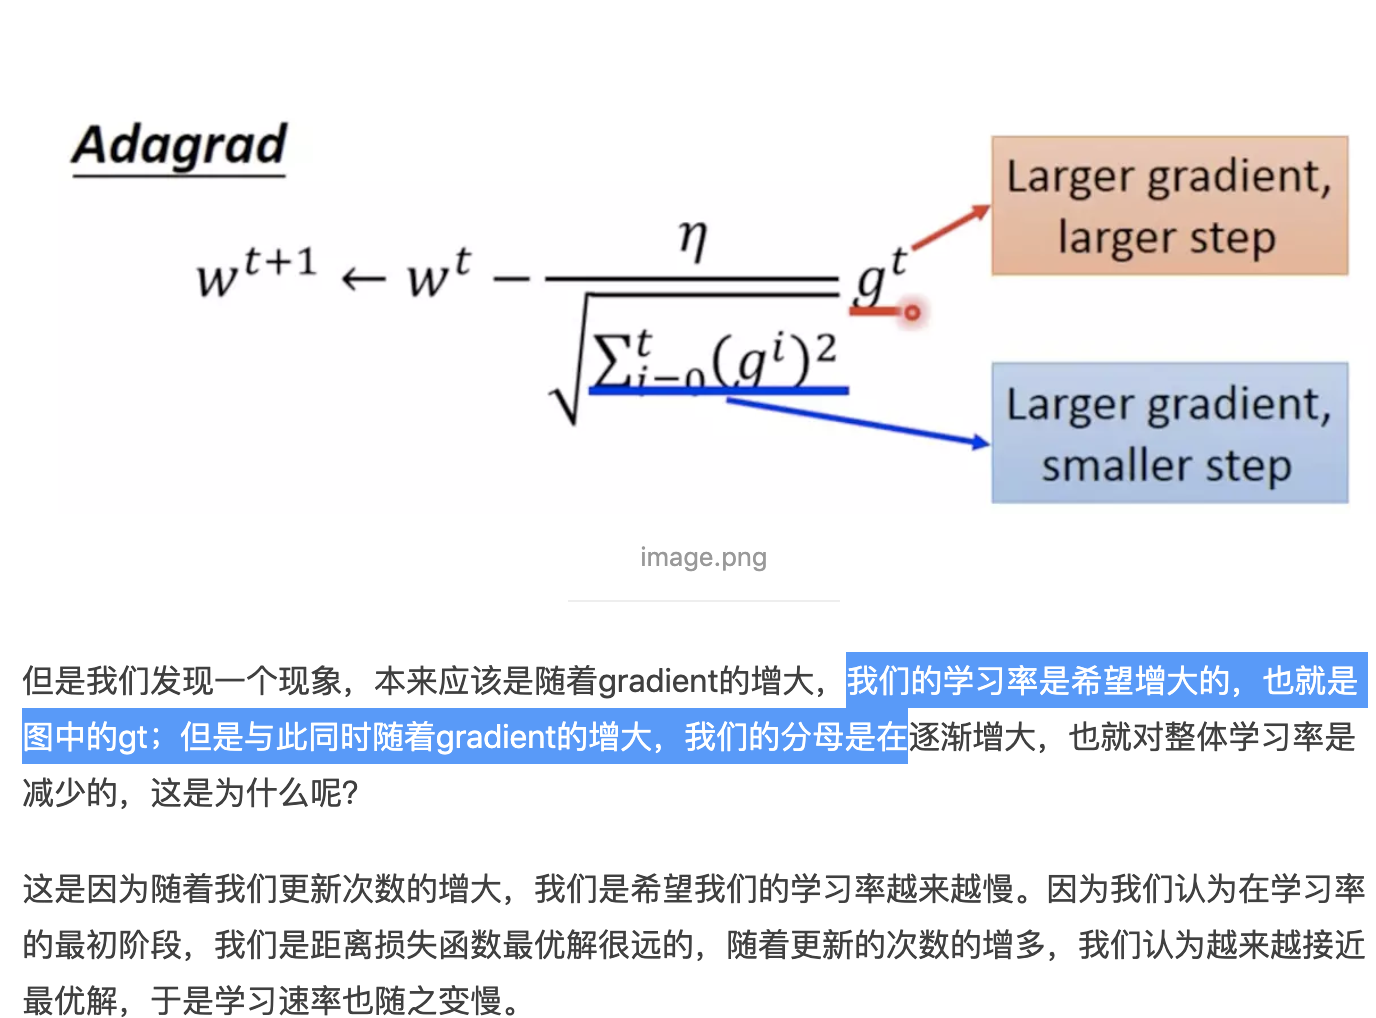 Adagrad
w^{t+1} ← w^t − η / √(∑_{i=0}^t (g^i)^2) g^t
Larger gradient,
larger step
Larger gradient,
smaller step
image.png
但是我们发现一个现象，本来应该是随着gradient的增大，我们的学习率是希望增大的，也就是
图中的gt；但是与此同时随着gradient的增大，我们的分母是在逐渐增大，也就对整体学习率是
减少的，这是为什么呢？
这是因为随着我们更新次数的增大，我们是希望我们的学习率越来越慢。因为我们认为在学习率
的最初阶段，我们是距离损失函数最优解很远的，随着更新的次数的增多，我们认为越来越接近
最优解，于是学习速率也随之变慢。